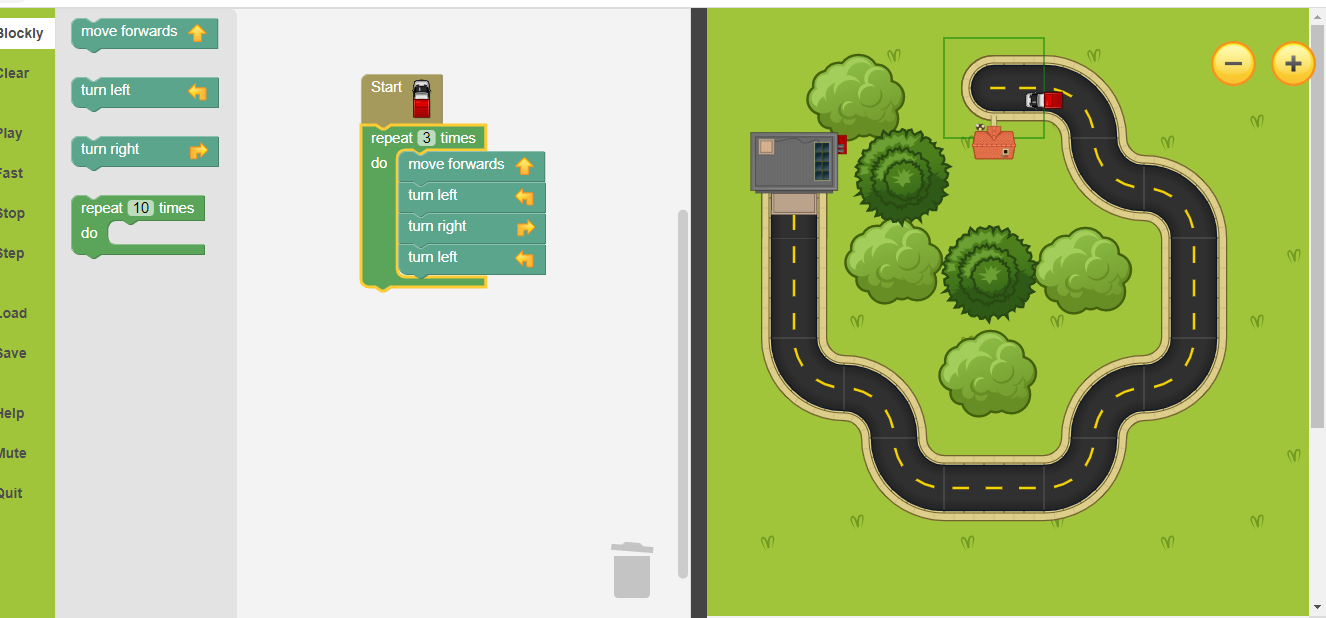 Blockly
Clear
Play
Fast
Stop
Step
Load
Save
Help
Mute
Quit
move forwards
turn left
turn right
repeat 10 times
do
Start
repeat 3 times
do
move forwards
turn left
turn right
turn left